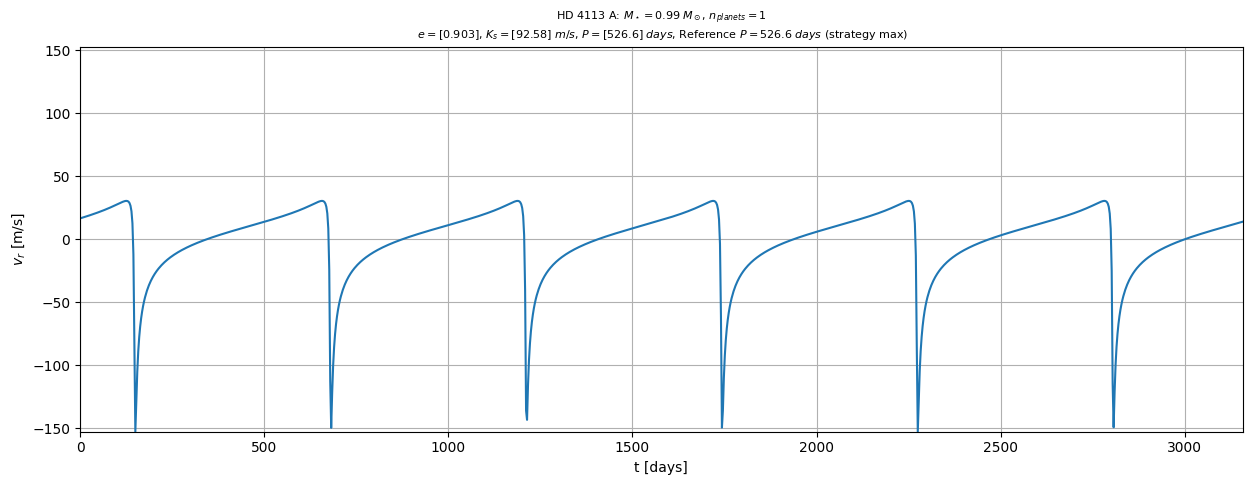 HD 4113 A: $M_\star = 0.99\ M_\odot$, $n_{planets} = 1$
$e = [0.903]$, $K_s = [92.58]\ m/s$, $P = [526.6]\ days$, Reference $P = 526.6\ days$ (strategy max)
150
100
50
0
−50
−100
−150
$v_r$ [m/s]
0 500 1000 1500 2000 2500 3000
t [days]